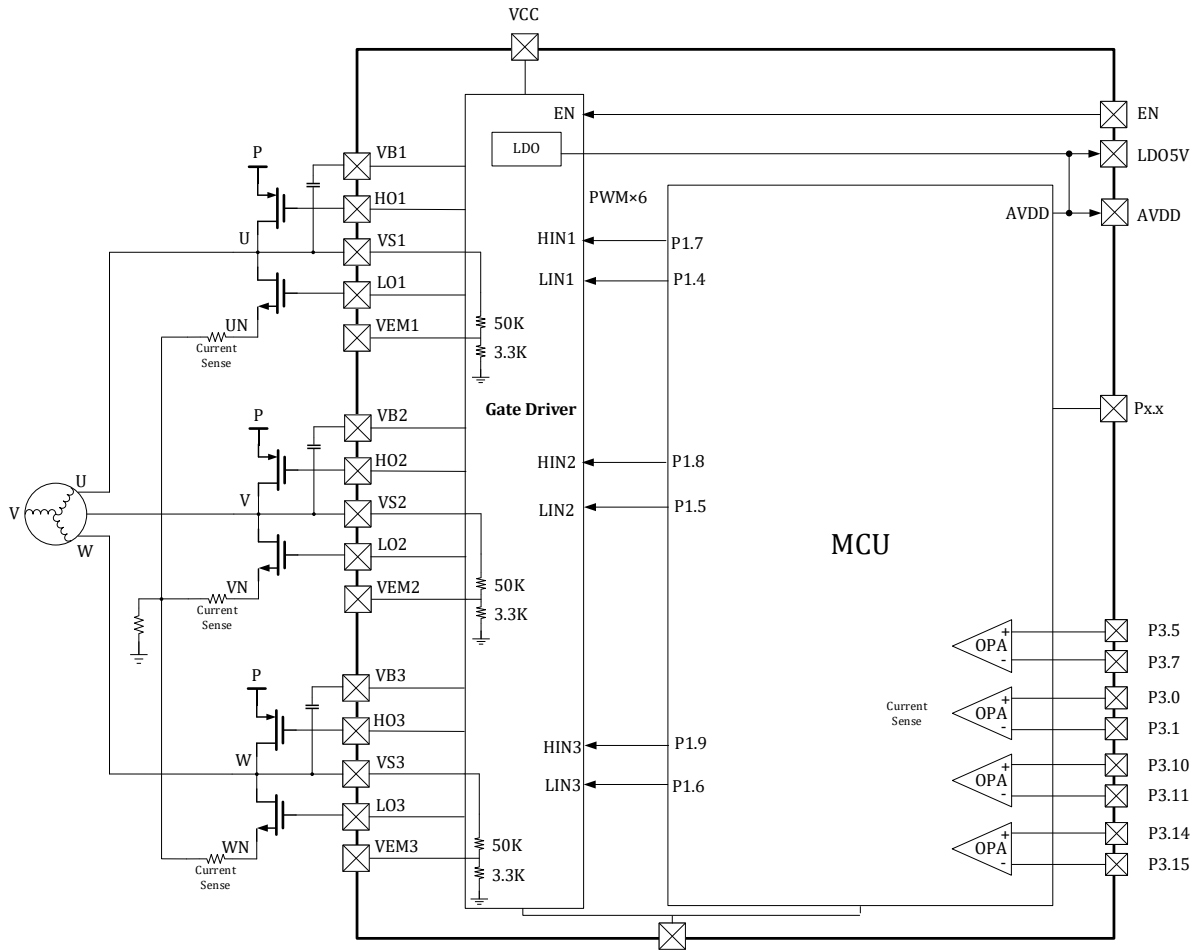 VCC
EN
EN
P
VB1
LDO
LDO5V
HO1
PWM×6
AVDD
AVDD
U
VS1
HIN1
P1.7
LO1
LIN1
P1.4
UN
VEM1
50K
Current
Sense
3.3K
Gate Driver
P
VB2
Px.x
HO2
HIN2
P1.8
U
V
V
VS2
LIN2
P1.5
W
LO2
MCU
VN
VEM2
50K
Current
Sense
3.3K
+
OPA
-
P3.5
P3.7
P
VB3
Current
Sense
+
OPA
-
P3.0
P3.1
HO3
HIN3
P1.9
W
VS3
LIN3
P1.6
+
OPA
-
P3.10
P3.11
LO3
WN
VEM3
50K
Current
Sense
3.3K
+
OPA
-
P3.14
P3.15